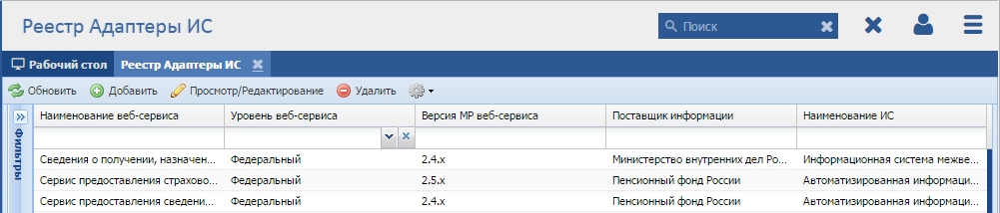 Реестр Адаптеры ИС
Поиск
Рабочий стол Реестр Адаптеры ИС
Обновить Добавить Просмотр/Редактирование Удалить
Фильтры
Наименование веб-сервиса Уровень веб-сервиса Версия МР веб-сервиса Поставщик информации Наименование ИС
Сведения о получении, назначен... Федеральный 2.4.x Министерство внутренних дел Ро... Информационная система межве...
Сервис предоставления страхово... Федеральный 2.5.x Пенсионный фонд России Автоматизированная информаци...
Сервис предоставления сведени... Федеральный 2.4.x Пенсионный фонд России Автоматизированная информаци...